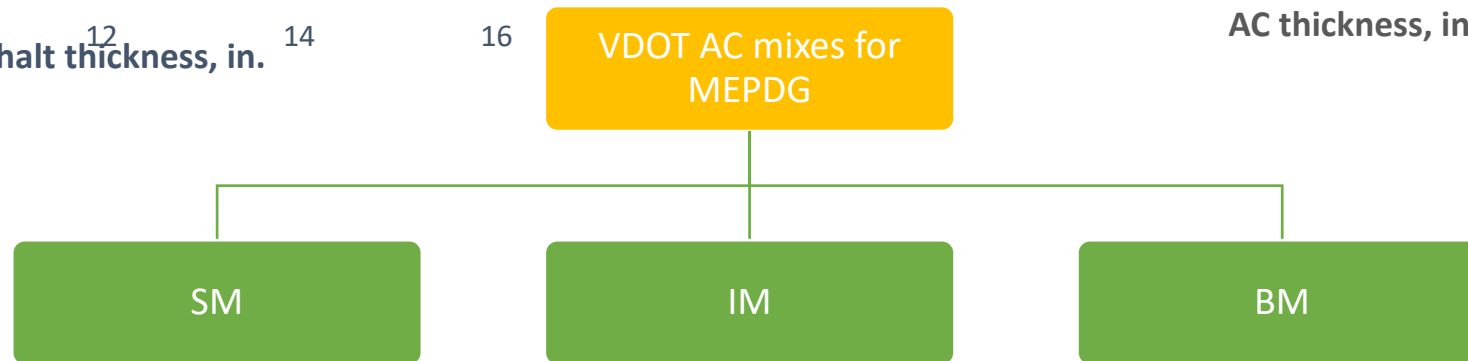 12
14
16
halt thickness, in.
VDOT AC mixes for
MEPDG
AC thickness, in
SM
IM
BM